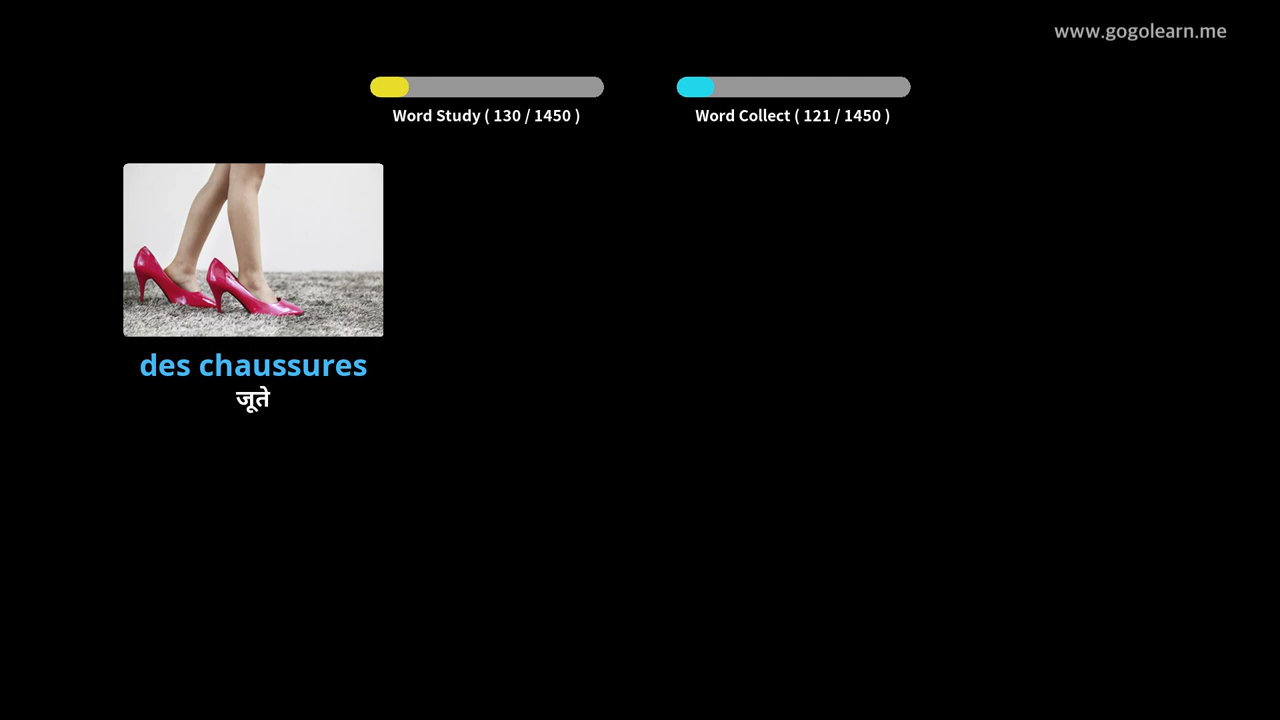 www.gogolearn.me
Word Study ( 130 / 1450 )
Word Collect ( 121 / 1450 )
des chaussures
जूते